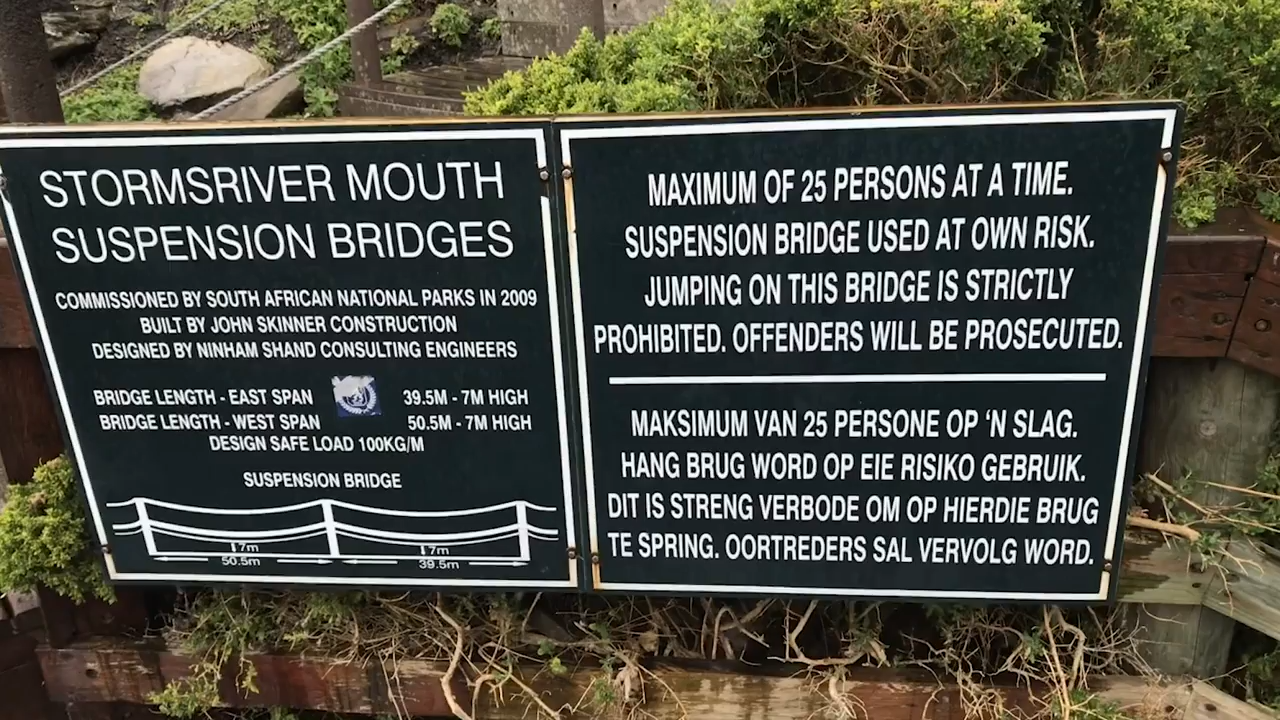 STORMSRIVER MOUTH
SUSPENSION BRIDGES
COMMISSIONED BY SOUTH AFRICAN NATIONAL PARKS IN 2009
BUILT BY JOHN SKINNER CONSTRUCTION
DESIGNED BY NINHAM SHAND CONSULTING ENGINEERS
BRIDGE LENGTH - EAST SPAN 39.5M - 7M HIGH
BRIDGE LENGTH - WEST SPAN 50.5M - 7M HIGH
DESIGN SAFE LOAD 100KG/M
SUSPENSION BRIDGE
7m 7m
50.5m 39.5m
MAXIMUM OF 25 PERSONS AT A TIME.
SUSPENSION BRIDGE USED AT OWN RISK.
JUMPING ON THIS BRIDGE IS STRICTLY
PROHIBITED. OFFENDERS WILL BE PROSECUTED.
MAKSIMUM VAN 25 PERSONE OP ‘N SLAG.
HANG BRUG WORD OP EIE RISIKO GEBRUIK.
DIT IS STRENG VERBODE OM OP HIERDIE BRUG
TE SPRING. OORTREDERS SAL VERVOLG WORD.